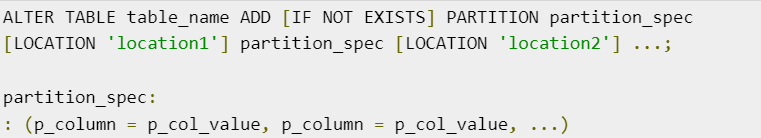 ALTER TABLE table_name ADD [IF NOT EXISTS] PARTITION partition_spec
[LOCATION 'location1'] partition_spec [LOCATION 'location2'] ...;
partition_spec:
: (p_column = p_col_value, p_column = p_col_value, ...)